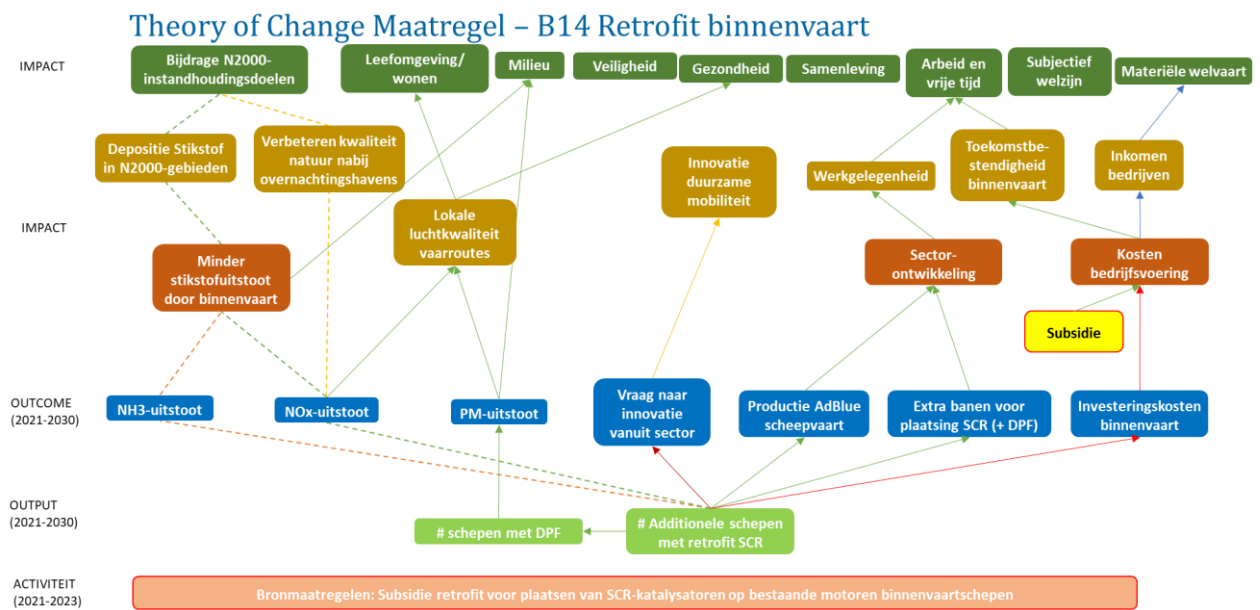 Theory of Change Maatregel – B14 Retrofit binnenvaart
IMPACT
Bijdrage N2000-
instandhoudingsdoelen
Leefomgeving/
wonen
Milieu
Veiligheid
Gezondheid
Samenleving
Arbeid en
vrije tijd
Subjectief
welzijn
Materiële welvaart
Depositie Stikstof
in N2000-gebieden
Verbeteren kwaliteit
natuur nabij
overnachtingshavens
Innovatie
duurzame
mobiliteit
Werkgelegenheid
Toekomstbe-
stendigheid
binnenvaart
Inkomen
bedrijven
IMPACT
Lokale
luchtkwaliteit
vaarroutes
Minder
stikstofuitstoot
door binnenvaart
Sector-
ontwikkeling
Kosten
bedrijfsvoering
Subsidie
OUTCOME
(2021-2030)
NH3-uitstoot
NOx-uitstoot
PM-uitstoot
Vraag naar
innovatie
vanuit sector
Productie AdBlue
scheepvaart
Extra banen voor
plaatsing SCR (+ DPF)
Investeringskosten
binnenvaart
OUTPUT
(2021-2030)
# schepen met DPF
# Additionele schepen
met retrofit SCR
ACTIVITEIT
(2021-2023)
Bronmaatregelen: Subsidie retrofit voor plaatsen van SCR-katalysatoren op bestaande motoren binnenvaartschepen